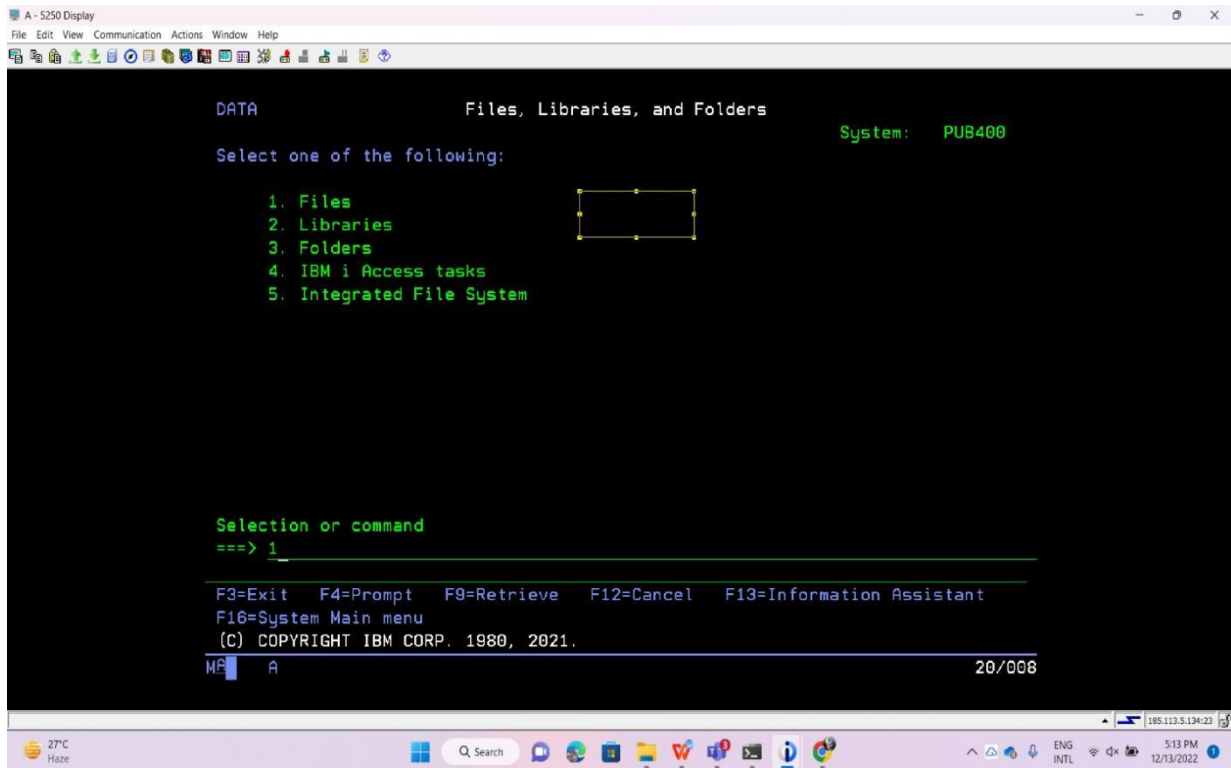 A - 5250 Display
File Edit View Communication Actions Window Help
DATA Files, Libraries, and Folders
System: PUB400
Select one of the following:
1. Files
2. Libraries
3. Folders
4. IBM i Access tasks
5. Integrated File System
Selection or command
===> 1
F3=Exit F4=Prompt F9=Retrieve F12=Cancel F13=Information Assistant
F16=System Main menu
(C) COPYRIGHT IBM CORP. 1980, 2021.
MA A 20/008
185.113.5.134:23
27°C
Haze
Search
ENG
INTL
5:13 PM
12/13/2022